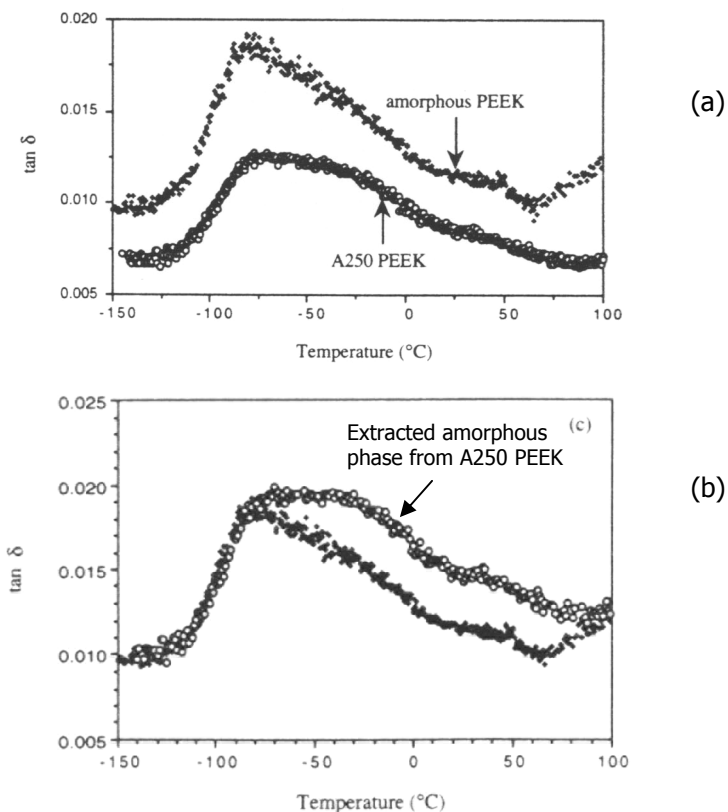 0.020
(a)
0.015
amorphous PEEK
tan δ
0.010
A250 PEEK
0.005
-150 -100 -50 0 50 100
Temperature (°C)
0.025
Extracted amorphous (c)
phase from A250 PEEK
0.020
(b)
tan δ
0.015
0.010
0.005
-150 -100 -50 0 50 100
Temperature (°C)